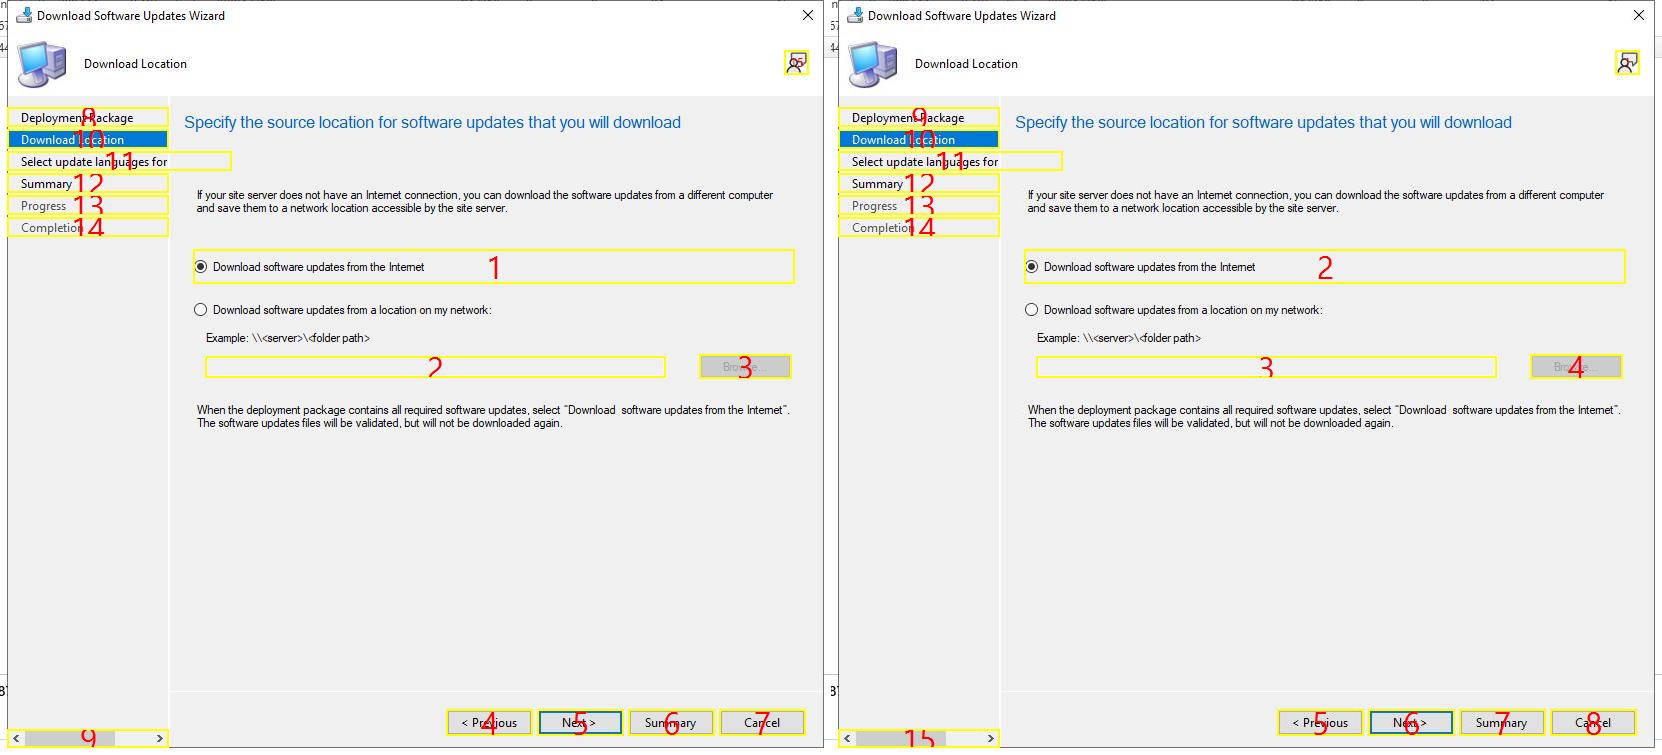 Download Software Updates Wizard
Download Location
15
Deployment Package
8
Download Location
10
Select update languages for
11
Summary
12
Progress
13
Completion
14
Specify the source location for software updates that you will download
If your site server does not have an Internet connection, you can download the software updates from a different computer
and save them to a network location accessible by the site server.
Download software updates from the Internet
1
Download software updates from a location on my network:
Example: \\<server>\<folder path>
2
Browse...
3
When the deployment package contains all required software updates, select "Download software updates from the Internet".
The software updates files will be validated, but will not be downloaded again.
9
< Previous
4
Next >
5
Summary
6
Cancel
7
Download Software Updates Wizard
Download Location
Deployment Package
9
Download Location
10
Select update languages for
11
Summary
12
Progress
13
Completion
14
Specify the source location for software updates that you will download
If your site server does not have an Internet connection, you can download the software updates from a different computer
and save them to a network location accessible by the site server.
Download software updates from the Internet
2
Download software updates from a location on my network:
Example: \\<server>\<folder path>
3
Browse...
4
When the deployment package contains all required software updates, select "Download software updates from the Internet".
The software updates files will be validated, but will not be downloaded again.
15
< Previous
5
Next >
6
Summary
7
Cancel
8